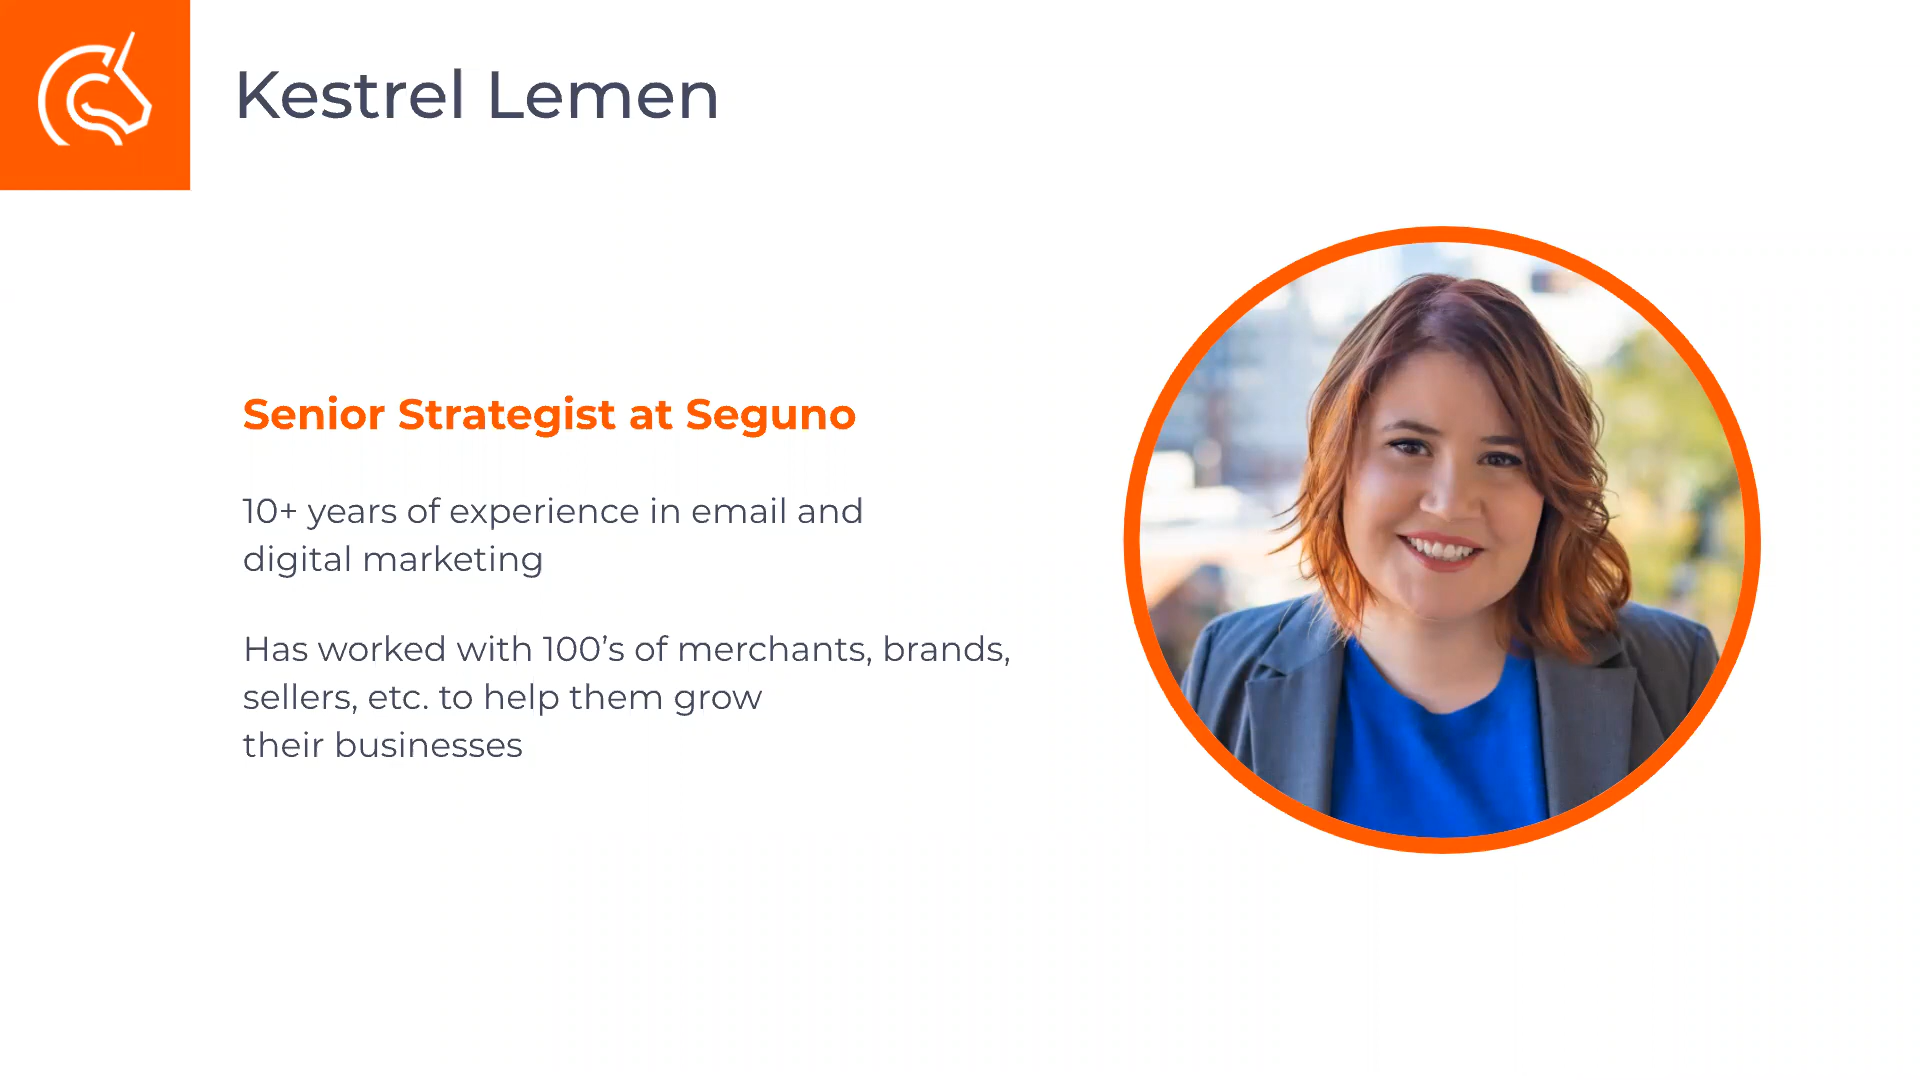 Kestrel Lemen
Senior Strategist at Seguno
10+ years of experience in email and
digital marketing
Has worked with 100’s of merchants, brands,
sellers, etc. to help them grow
their businesses